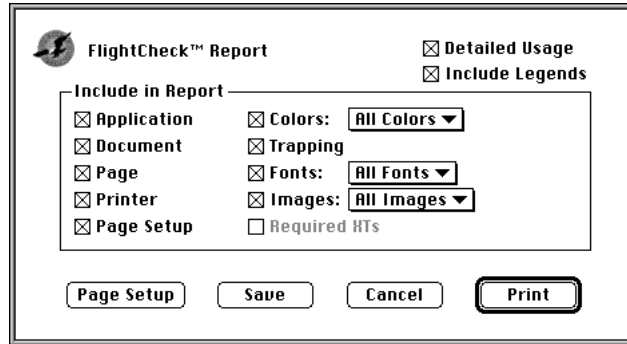 FlightCheck™ Report
Detailed Usage
Include Legends
Include in Report
Application
Colors: All Colors
Document
Trapping
Page
Fonts: All Fonts
Printer
Images: All Images
Page Setup
Required XTs
Page Setup
Save
Cancel
Print